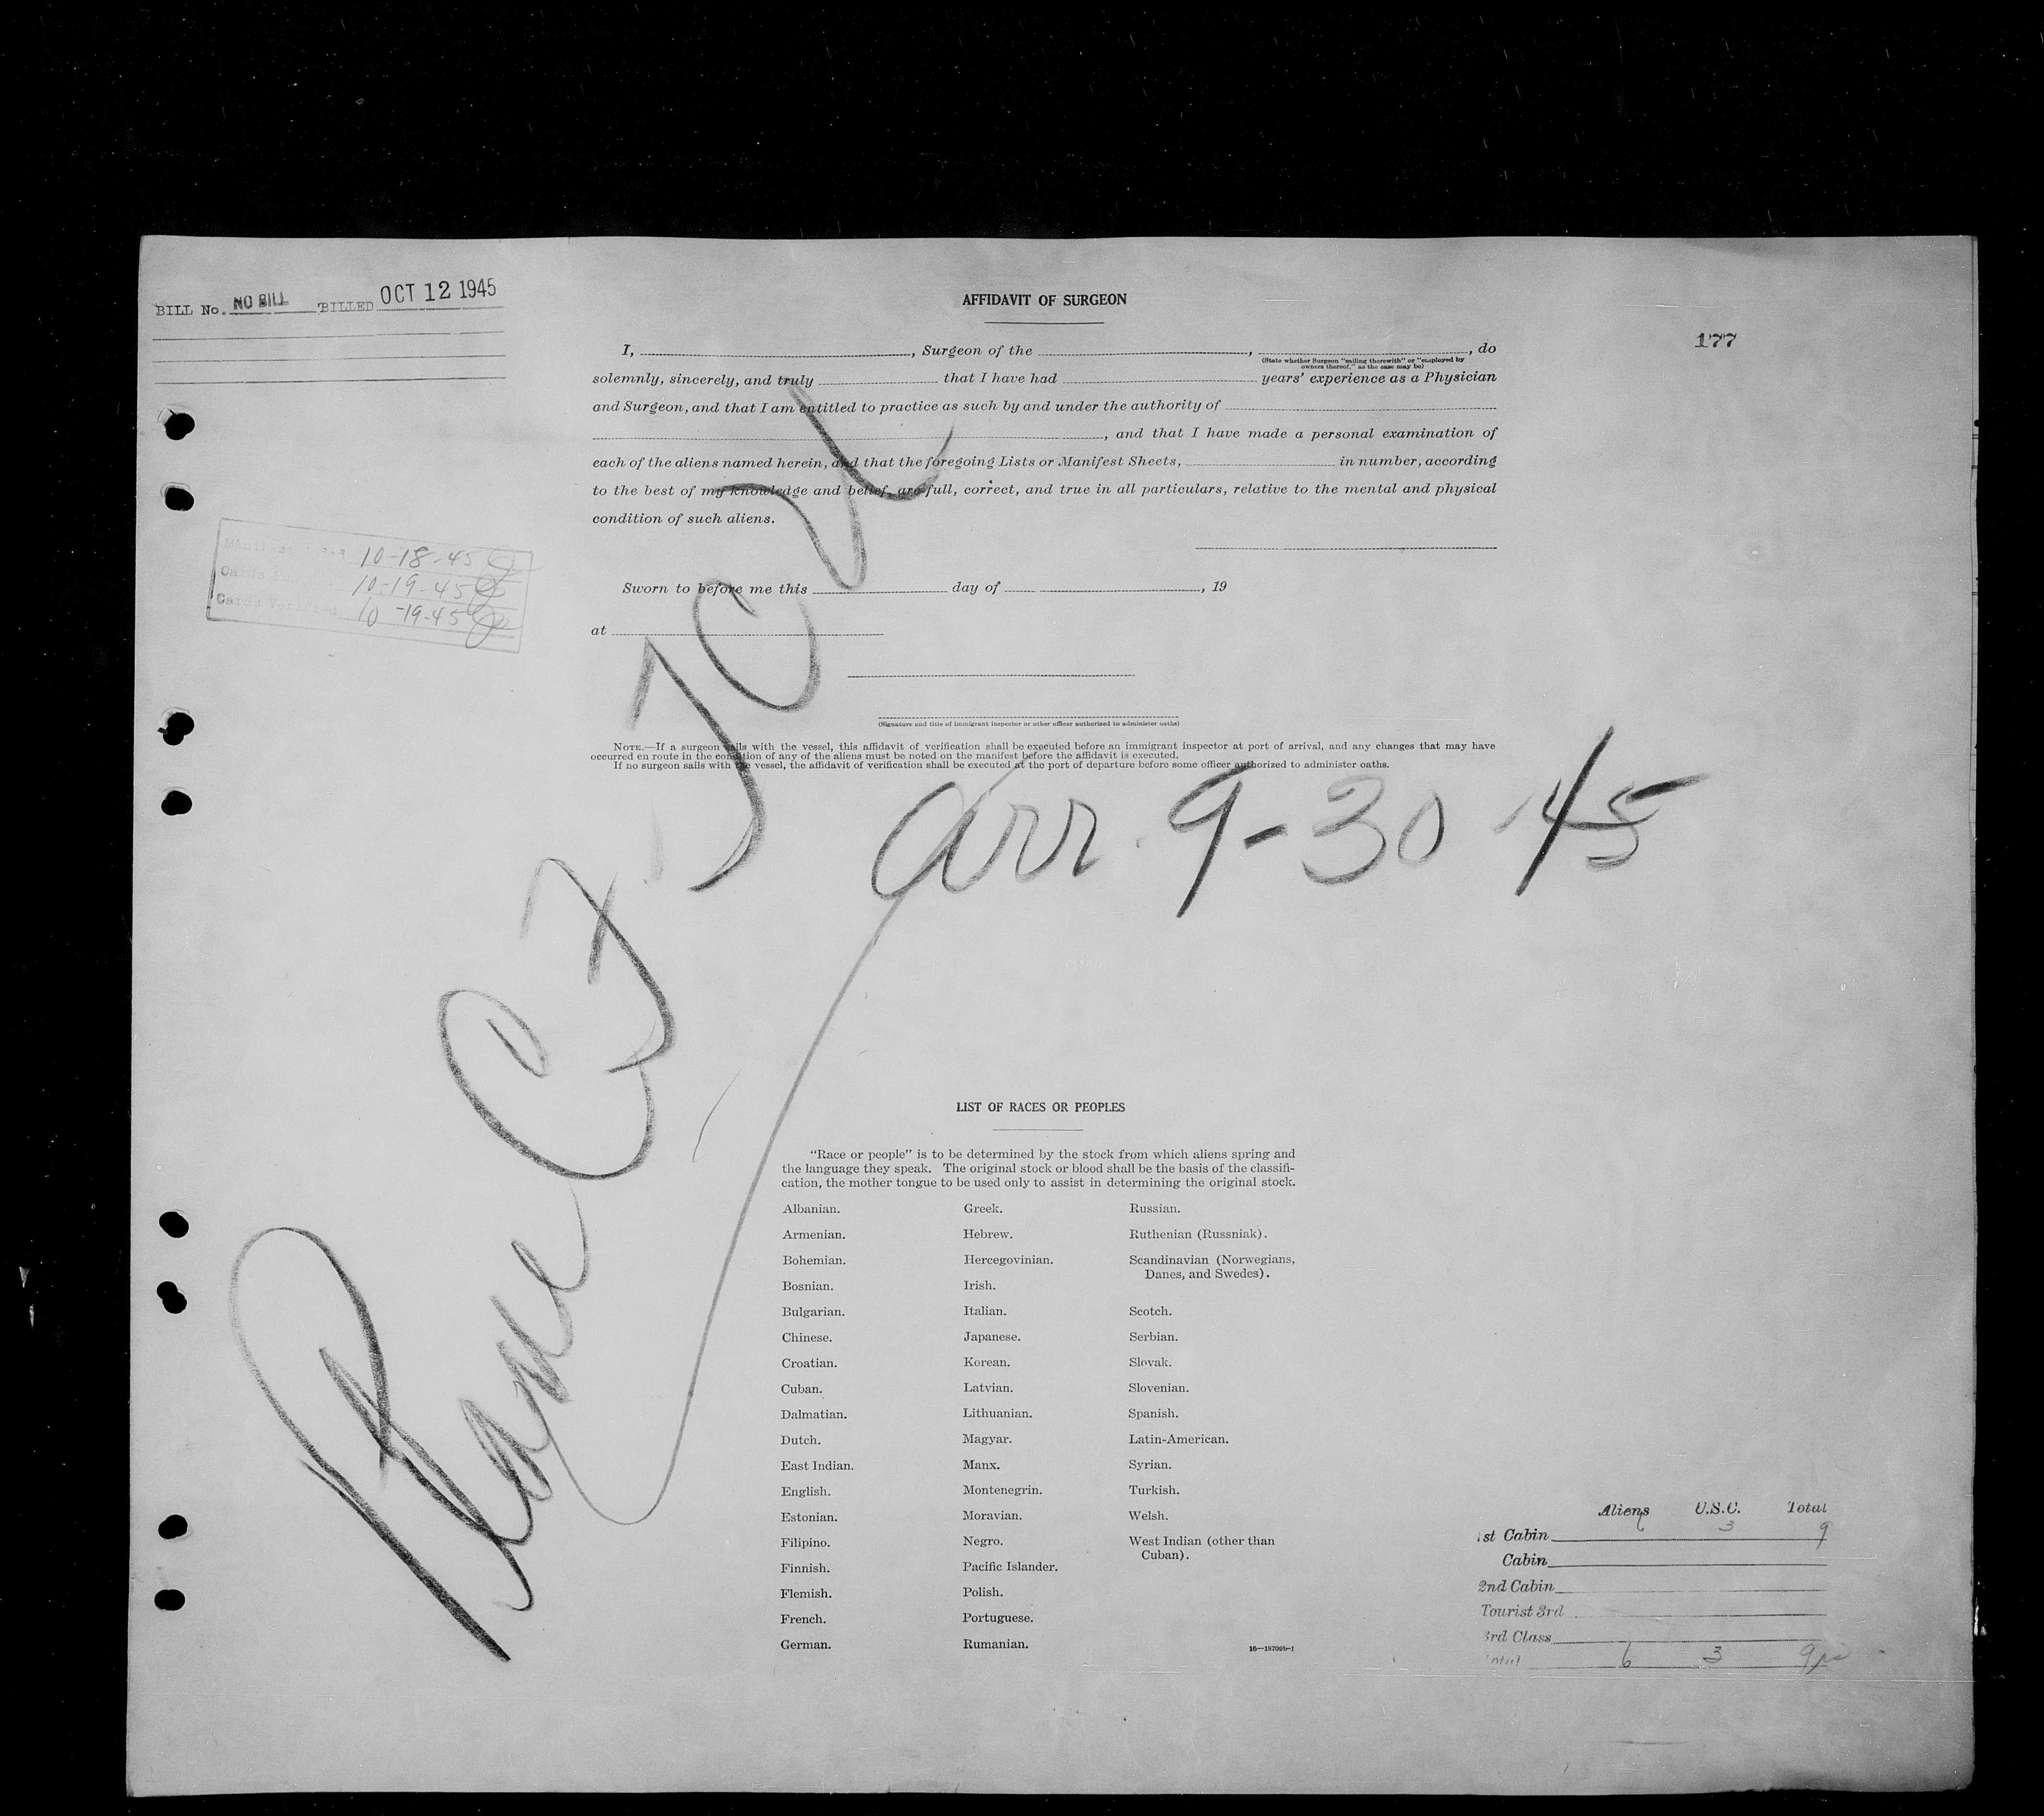 BILL No. NO BILL BILLED OCT 12 1945
AFFIDAVIT OF SURGEON
177
I, , Surgeon of the , , do
(State whether Surgeon "sailing therewith" or "employed by
owners thereof," as the case may be)
solemnly, sincerely, and truly that I have had years' experience as a Physician
and Surgeon, and that I am entitled to practice as such by and under the authority of
, and that I have made a personal examination of
each of the aliens named herein, and that the foregoing Lists or Manifest Sheets, in number, according
to the best of my knowledge and belief, are full, correct, and true in all particulars, relative to the mental and physical
condition of such aliens.
Manifest 10-18-45
Cards 10-19-45
Cards Verified 10-19-45
Sworn to before me this day of , 19
at
(Signature and title of immigrant inspector or other officer authorized to administer oaths)
NOTE.—If a surgeon sails with the vessel, this affidavit of verification shall be executed before an immigrant inspector at port of arrival, and any changes that may have
occurred en route in the condition of any of the aliens must be noted on the manifest before the affidavit is executed.
If no surgeon sails with the vessel, the affidavit of verification shall be executed at the port of departure before some officer authorized to administer oaths.
Plane
arr. 9-30-45
LIST OF RACES OR PEOPLES
"Race or people" is to be determined by the stock from which aliens spring and
the language they speak. The original stock or blood shall be the basis of the classifi-
cation, the mother tongue to be used only to assist in determining the original stock.
Albanian.
Armenian.
Bohemian.
Bosnian.
Bulgarian.
Chinese.
Croatian.
Cuban.
Dalmatian.
Dutch.
East Indian.
English.
Estonian.
Filipino.
Finnish.
Flemish.
French.
German.
Greek.
Hebrew.
Hercegovinian.
Irish.
Italian.
Japanese.
Korean.
Latvian.
Lithuanian.
Magyar.
Manx.
Montenegrin.
Moravian.
Negro.
Pacific Islander.
Polish.
Portuguese.
Rumanian.
Russian.
Ruthenian (Russniak).
Scandinavian (Norwegians,
Danes, and Swedes).
Scotch.
Serbian.
Slovak.
Slovenian.
Spanish.
Latin-American.
Syrian.
Turkish.
Welsh.
West Indian (other than
Cuban).
16—18709b-1
Aliens U.S.C. Total
1st Cabin 6 3 9
Cabin
2nd Cabin
Tourist 3rd
3rd Class
Total 6 3 9